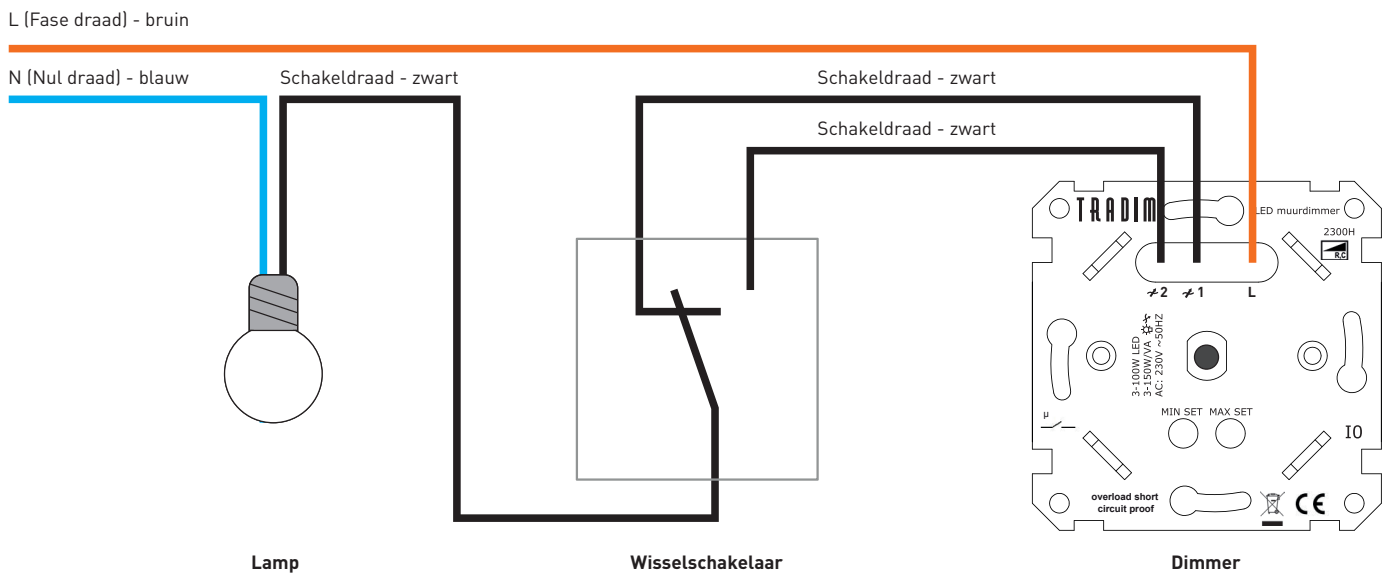 L (Fase draad) - bruin
N (Nul draad) - blauw
Schakeldraad - zwart
Schakeldraad - zwart
Schakeldraad - zwart
TRADIM
LED muurdimmer
2300H
R,C
2
1
L
3-100W LED
3-150W/VA
AC: 230V ~50HZ
MIN SET
MAX SET
µ
IO
overload short
circuit proof
CE
Lamp
Wisselschakelaar
Dimmer